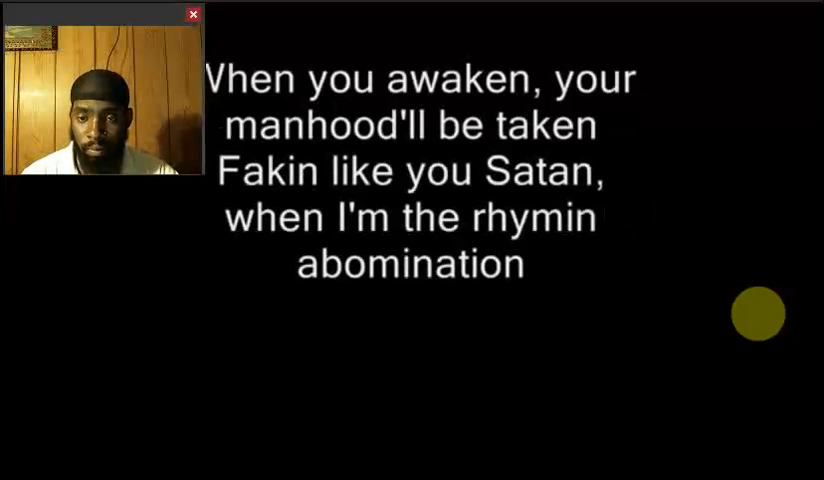 When you awaken, your
manhood'll be taken
Fakin like you Satan,
when I'm the rhymin
abomination